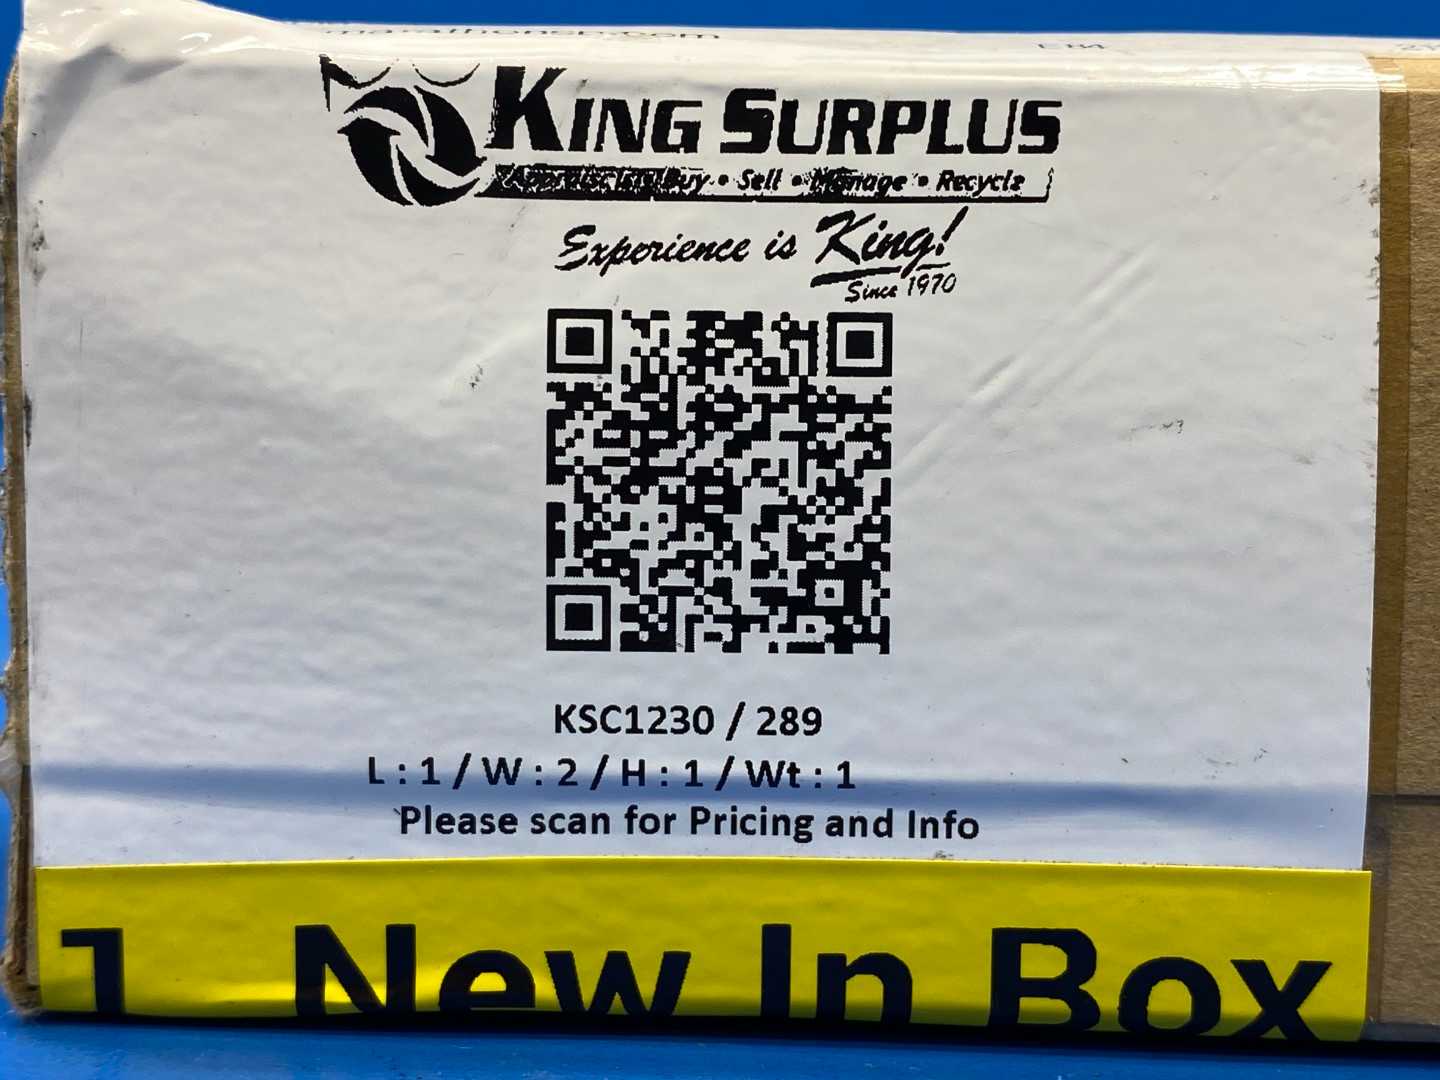 KING SURPLUS
Buy • Sell • Manage • Recycle
Experience is King!
Since 1970
KSC1230 / 289
L : 1 / W : 2 / H : 1 / Wt : 1
Please scan for Pricing and Info
1 New In Box